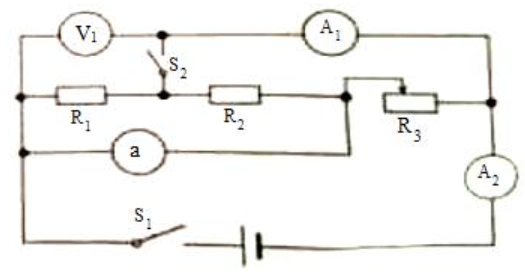 V₁
A₁
S₂
R₁
R₂
R₃
a
A₂
S₁